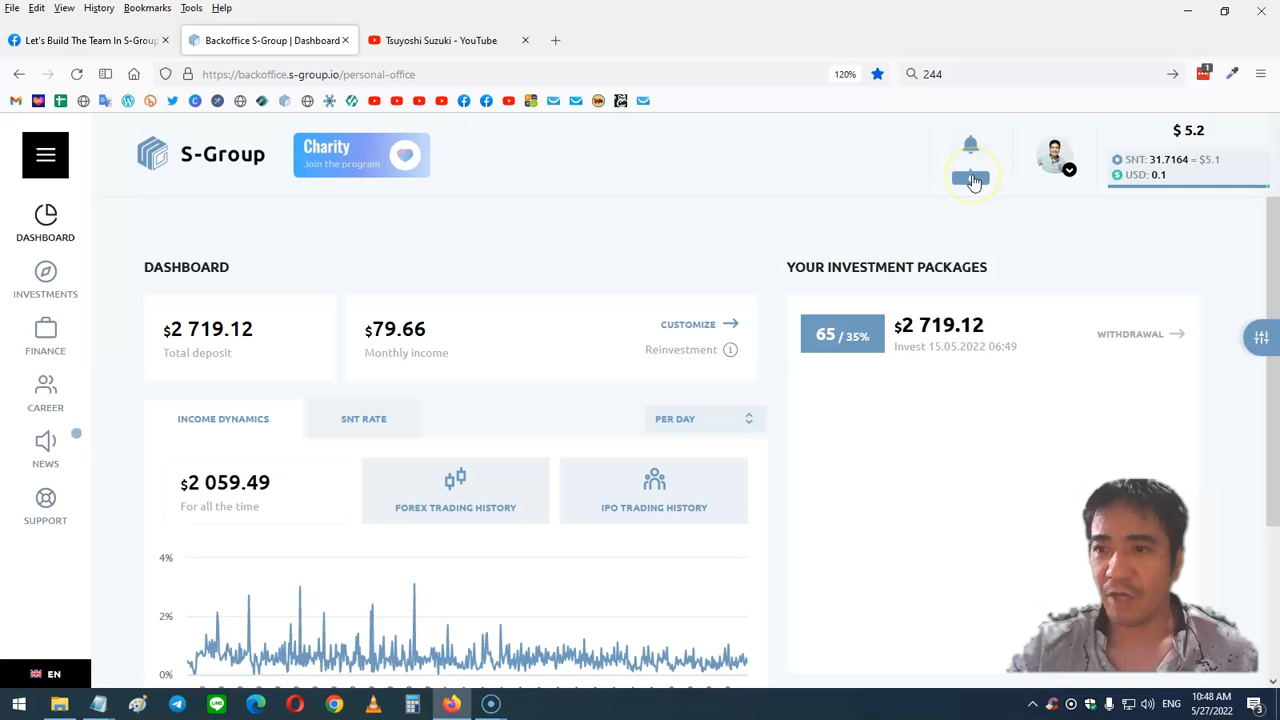 File Edit View History Bookmarks Tools Help
Let's Build The Team In S-Group
Backoffice S-Group | Dashboard
Tsuyoshi Suzuki - YouTube
https://backoffice.s-group.io/personal-office
120%
244
S-Group
Charity
Join the program
$ 5.2
SNT: 31.7164 = $5.1
USD: 0.1
DASHBOARD
INVESTMENTS
FINANCE
CAREER
NEWS
SUPPORT
EN
DASHBOARD
$2 719.12
Total deposit
$79.66
Monthly income
CUSTOMIZE
Reinvestment
INCOME DYNAMICS
SNT RATE
PER DAY
$2 059.49
For all the time
FOREX TRADING HISTORY
IPO TRADING HISTORY
4%
2%
0%
YOUR INVESTMENT PACKAGES
65 / 35%
$2 719.12
Invest 15.05.2022 06:49
WITHDRAWAL
ENG
10:48 AM
5/27/2022